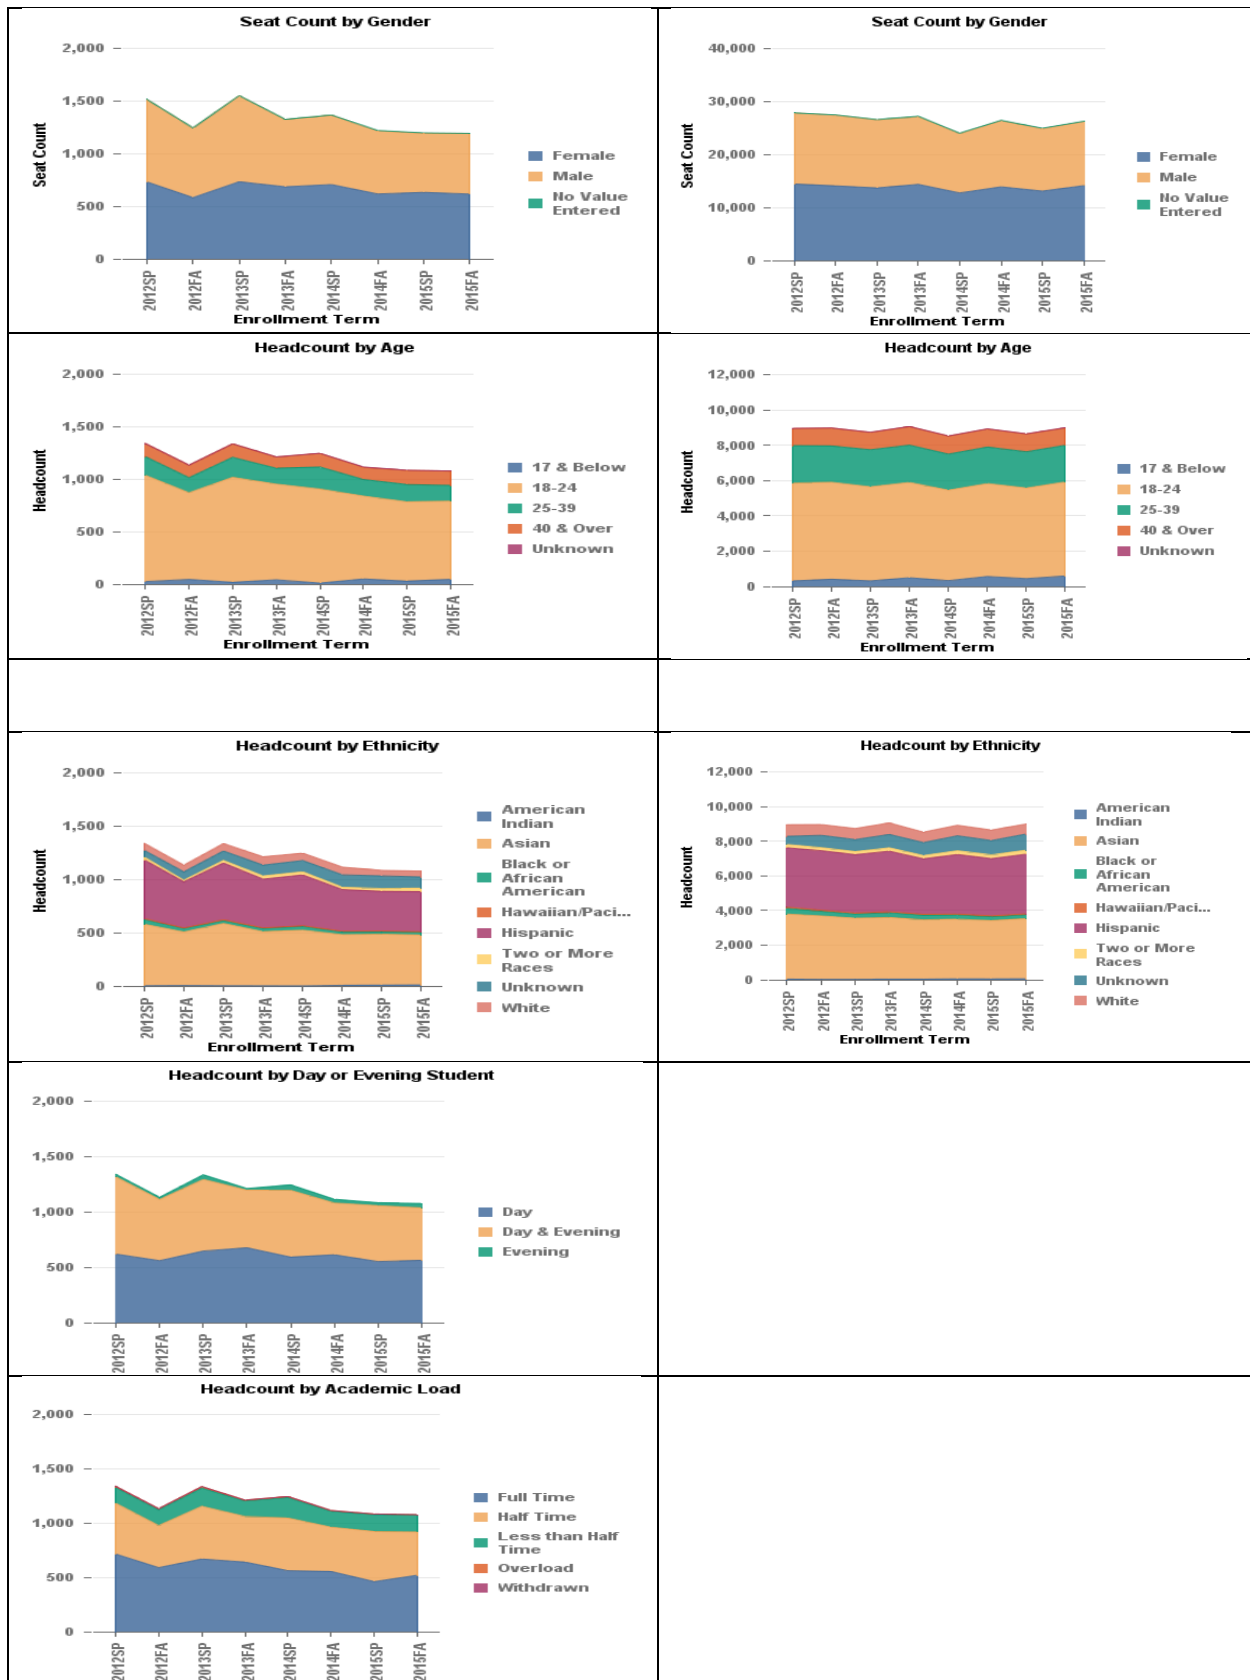 Seat Count by Gender
2,000
1,500
1,000
500
0
Seat Count
2012SP
2012FA
2013SP
2013FA
2014SP
2014FA
2015SP
2015FA
Enrollment Term
Female
Male
No Value
Entered
Seat Count by Gender
40,000
30,000
20,000
10,000
0
Seat Count
2012SP
2012FA
2013SP
2013FA
2014SP
2014FA
2015SP
2015FA
Enrollment Term
Female
Male
No Value
Entered
Headcount by Age
2,000
1,500
1,000
500
0
Headcount
2012SP
2012FA
2013SP
2013FA
2014SP
2014FA
2015SP
2015FA
Enrollment Term
17 & Below
18-24
25-39
40 & Over
Unknown
Headcount by Age
12,000
10,000
8,000
6,000
4,000
2,000
0
Headcount
2012SP
2012FA
2013SP
2013FA
2014SP
2014FA
2015SP
2015FA
Enrollment Term
17 & Below
18-24
25-39
40 & Over
Unknown
Headcount by Ethnicity
2,000
1,500
1,000
500
0
Headcount
2012SP
2012FA
2013SP
2013FA
2014SP
2014FA
2015SP
2015FA
Enrollment Term
American
Indian
Asian
Black or
African
American
Hawaiian/Paci...
Hispanic
Two or More
Races
Unknown
White
Headcount by Ethnicity
12,000
10,000
8,000
6,000
4,000
2,000
0
Headcount
2012SP
2012FA
2013SP
2013FA
2014SP
2014FA
2015SP
2015FA
Enrollment Term
American
Indian
Asian
Black or
African
American
Hawaiian/Paci...
Hispanic
Two or More
Races
Unknown
White
Headcount by Day or Evening Student
2,000
1,500
1,000
500
0
2012SP
2012FA
2013SP
2013FA
2014SP
2014FA
2015SP
2015FA
Day
Day & Evening
Evening
Headcount by Academic Load
2,000
1,500
1,000
500
0
2012SP
2012FA
2013SP
2013FA
2014SP
2014FA
2015SP
2015FA
Full Time
Half Time
Less than Half
Time
Overload
Withdrawn